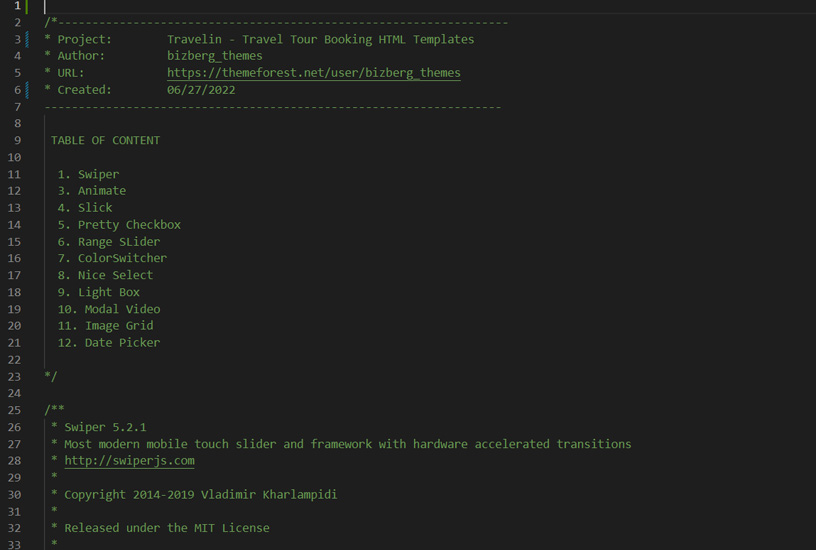 1
2 /*------------------------------------------------------------------
3 * Project:        Travelin - Travel Tour Booking HTML Templates
4 * Author:         bizberg_themes
5 * URL:            https://themeforest.net/user/bizberg_themes
6 * Created:        06/27/2022
7 -------------------------------------------------------------------
8
9 TABLE OF CONTENT
10
11 1. Swiper
12 3. Animate
13 4. Slick
14 5. Pretty Checkbox
15 6. Range SLider
16 7. ColorSwitcher
17 8. Nice Select
18 9. Light Box
19 10. Modal Video
20 11. Image Grid
21 12. Date Picker
22
23 */
24
25 /**
26 * Swiper 5.2.1
27 * Most modern mobile touch slider and framework with hardware accelerated transitions
28 * http://swiperjs.com
29 *
30 * Copyright 2014-2019 Vladimir Kharlampidi
31 *
32 * Released under the MIT License
33 *